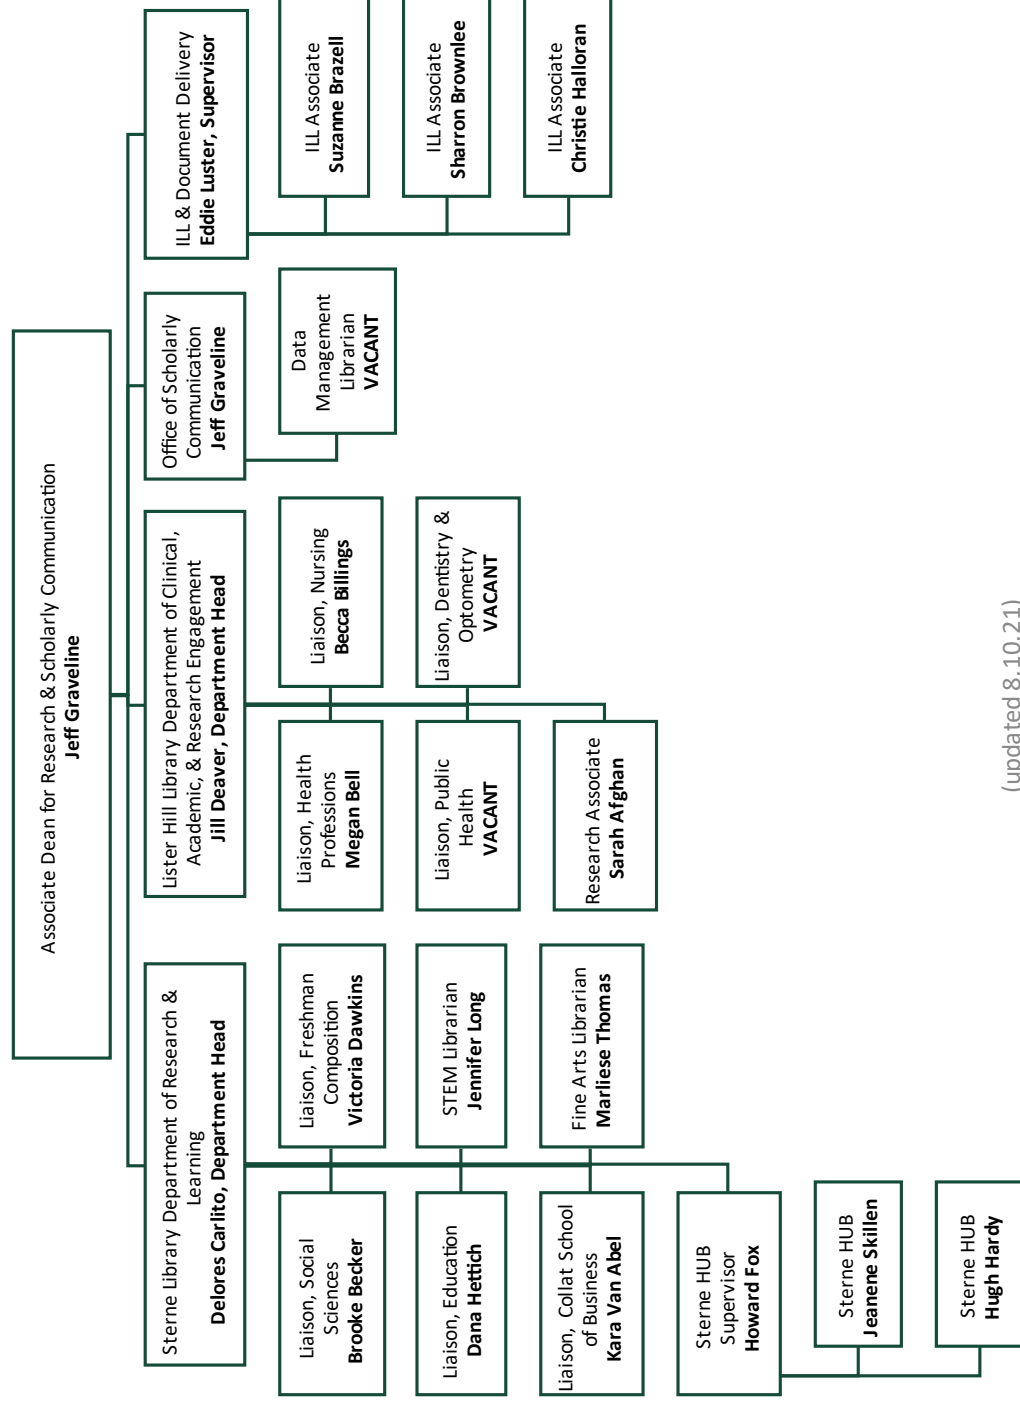 Associate Dean for Research & Scholarly Communication
Jeff Graveline
Sterne Library Department of Research &
Learning
Delores Carlito, Department Head
Liaison, Social
Sciences
Brooke Becker
Liaison, Freshman
Composition
Victoria Dawkins
Liaison, Education
Dana Hettich
STEM Librarian
Jennifer Long
Liaison, Collat School
of Business
Kara Van Abel
Fine Arts Librarian
Marliese Thomas
Sterne HUB
Supervisor
Howard Fox
Sterne HUB
Jeanene Skillen
Sterne HUB
Hugh Hardy
Lister Hill Library Department of Clinical,
Academic, & Research Engagement
Jill Deaver, Department Head
Liaison, Health
Professions
Megan Bell
Liaison, Nursing
Becca Billings
Liaison, Public
Health
VACANT
Liaison, Dentistry &
Optometry
VACANT
Research Associate
Sarah Afghan
Office of Scholarly
Communication
Jeff Graveline
Data
Management
Librarian
VACANT
ILL & Document Delivery
Eddie Luster, Supervisor
ILL Associate
Suzanne Brazell
ILL Associate
Sharron Brownlee
ILL Associate
Christie Halloran
(updated 8.10.21)